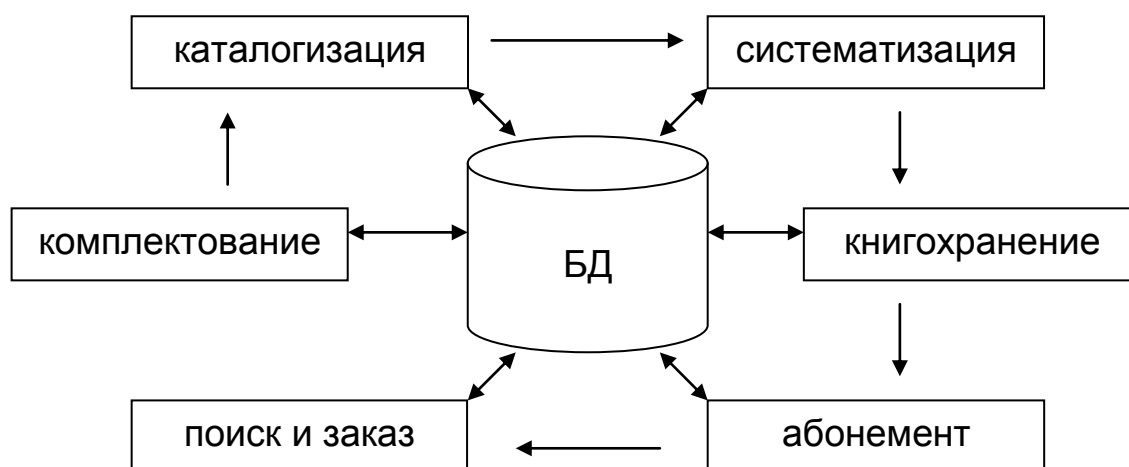 каталогизация
систематизация
комплектование
БД
книгохранение
поиск и заказ
абонемент